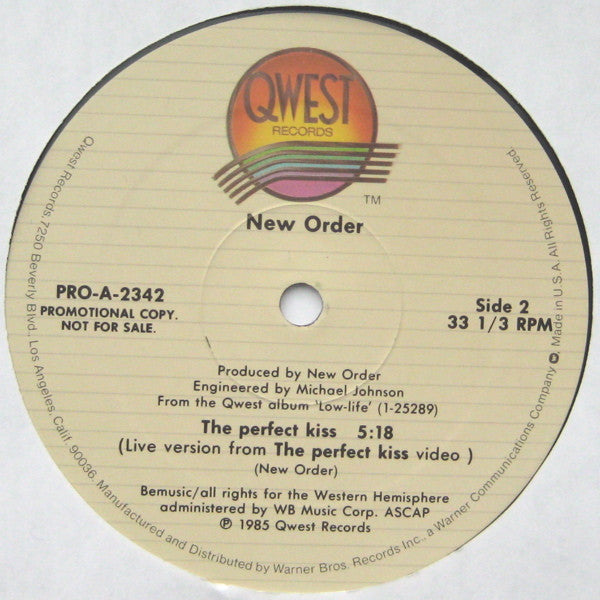 QWEST
RECORDS
TM
New Order
PRO-A-2342
PROMOTIONAL COPY.
NOT FOR SALE.
Side 2
33 1/3 RPM
Produced by New Order
Engineered by Michael Johnson
From the Qwest album 'Low-life' (1-25289)
The perfect kiss 5:18
(Live version from The perfect kiss video )
(New Order)
Bemusic/all rights for the Western Hemisphere
administered by WB Music Corp. ASCAP
℗ 1985 Qwest Records
Qwest Records, 7250 Beverly Blvd., Los Angeles, Calif. 90036. Manufactured and Distributed by Warner Bros. Records Inc., a Warner Communications Company. Made in U.S.A. All Rights Reserved.